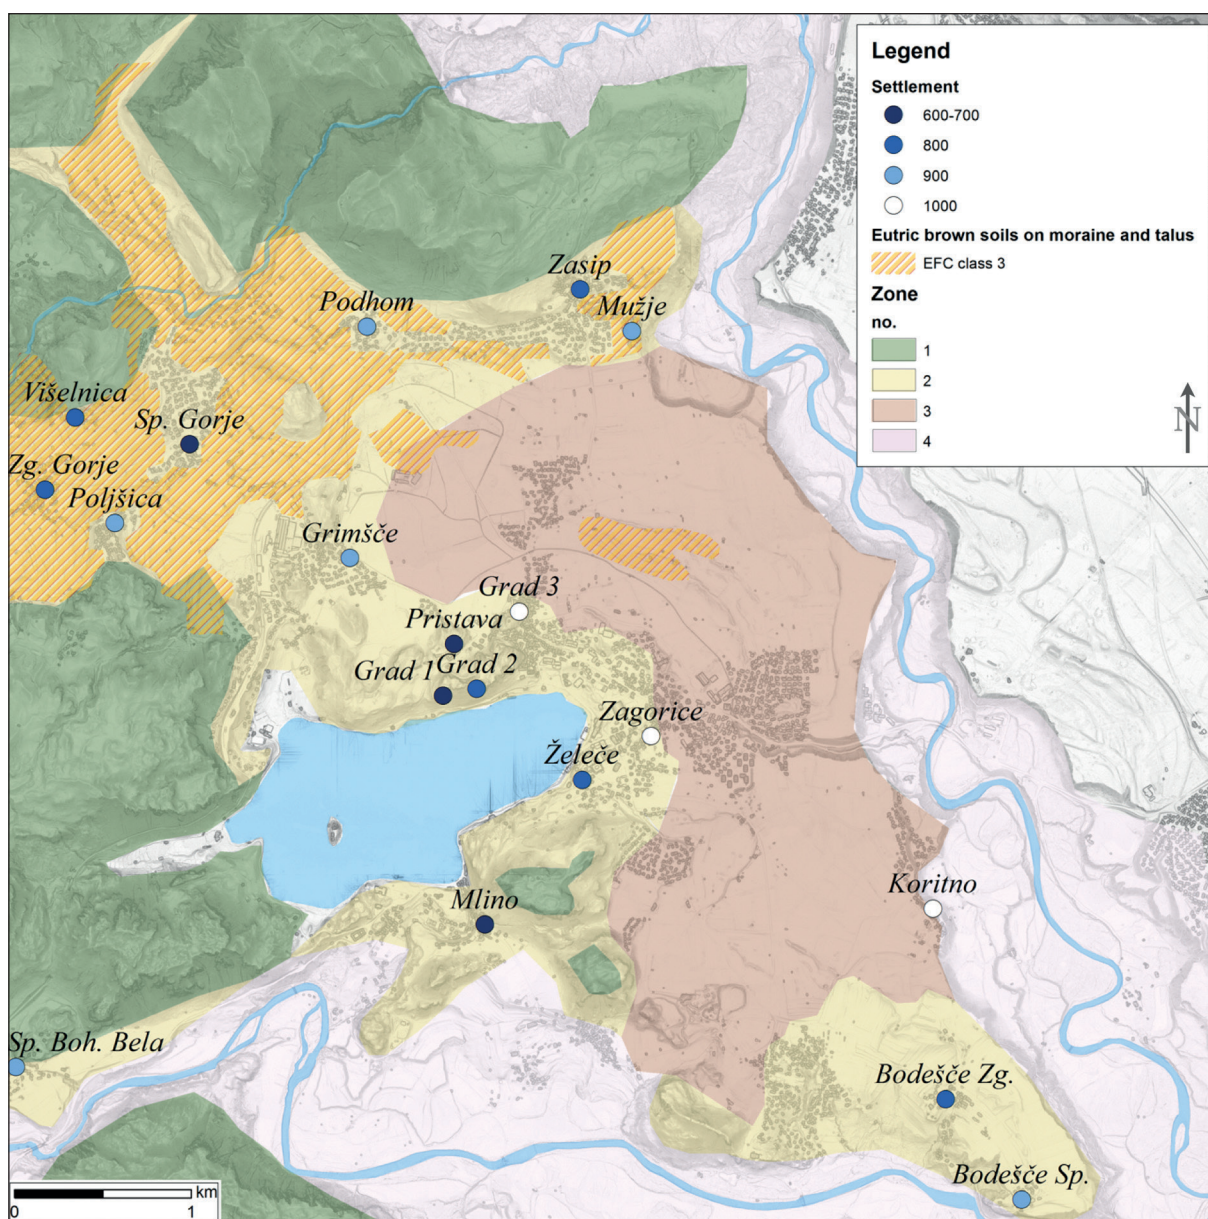 Legend
Settlement
600-700
800
900
1000
Eutric brown soils on moraine and talus
EFC class 3
Zone
no.
1
2
3
4
N
Zasip
Podhom
Mužje
Višelnica
Sp. Gorje
Zg. Gorje
Poljšica
Grimšče
Grad 3
Pristava
Grad 1
Grad 2
Zagorice
Želeče
Koritno
Mlino
Sp. Boh. Bela
Bodešče Zg.
Bodešče Sp.
km
0 1